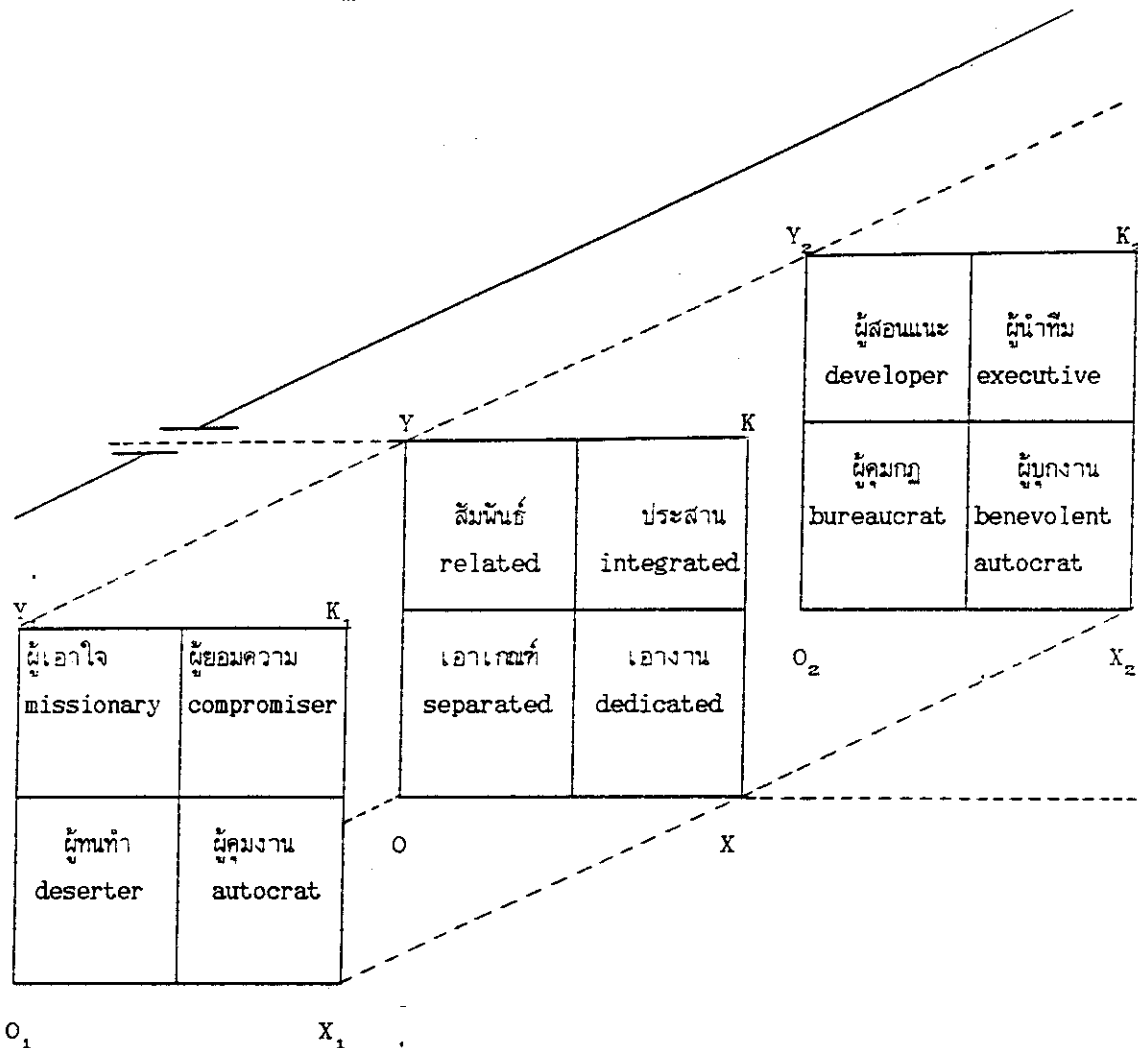 Y₂ K₂
ผู้สอนแนะ ผู้นำทีม
developer executive
ผู้คุมกฎ ผู้บุกงาน
bureaucrat benevolent
autocrat
O₂ X₂
Y K
สัมพันธ์ ประสาน
related integrated
เอาเกณฑ์ เอางาน
separated dedicated
O X
Y₁ K₁
ผู้เอาใจ ผู้ยอมความ
missionary compromiser
ผู้ทนทำ ผู้คุมงาน
deserter autocrat
O₁ X₁